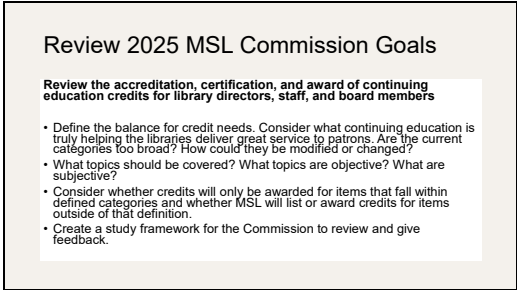 Review 2025 MSL Commission Goals
Review the accreditation, certification, and award of continuing
education credits for library directors, staff, and board members
• Define the balance for credit needs. Consider what continuing education is
truly helping the libraries deliver great service to patrons. Are the current
categories too broad? How could they be modified or changed?
• What topics should be covered? What topics are objective? What are
subjective?
• Consider whether credits will only be awarded for items that fall within
defined categories and whether MSL will list or award credits for items
outside of that definition.
• Create a study framework for the Commission to review and give
feedback.